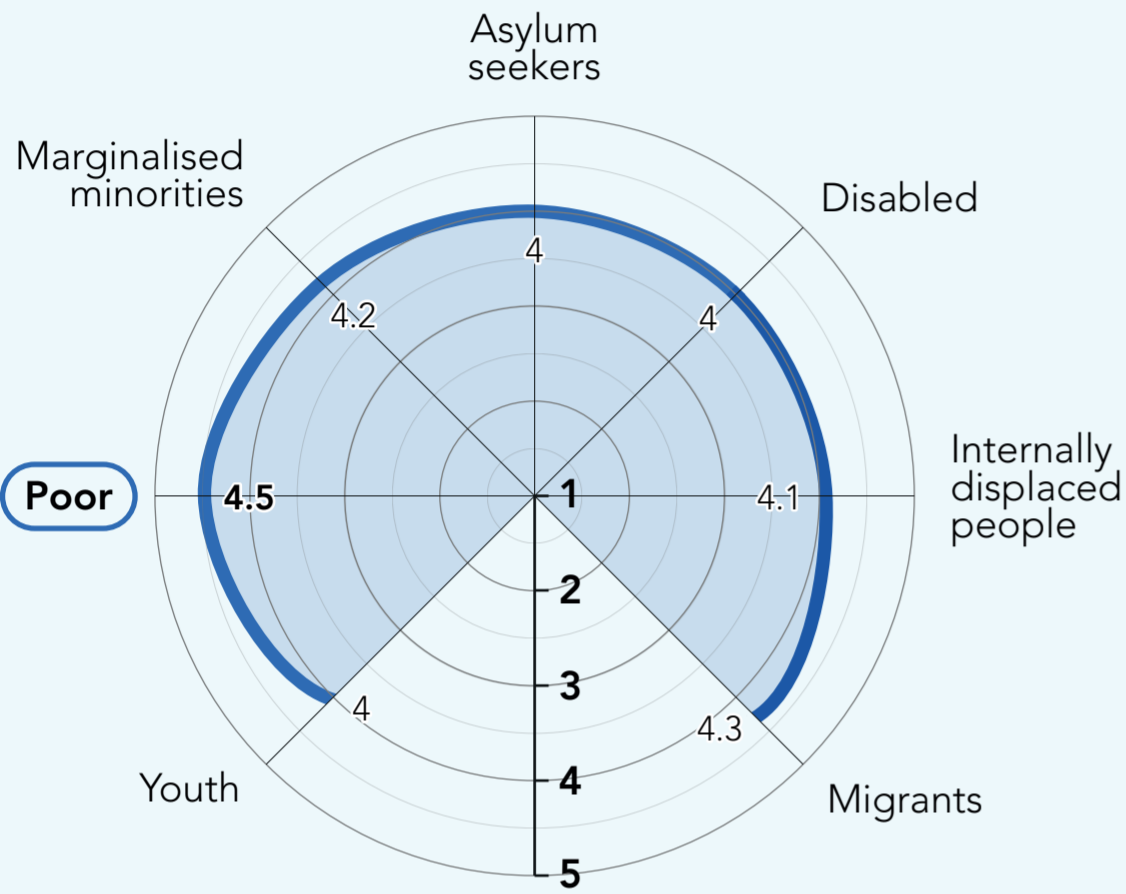 Asylum
seekers
Marginalised
minorities
Disabled
4
4.2
4
Internally
displaced
people
Poor
4.5
1
4.1
2
3
4
4.3
Youth
4
Migrants
5